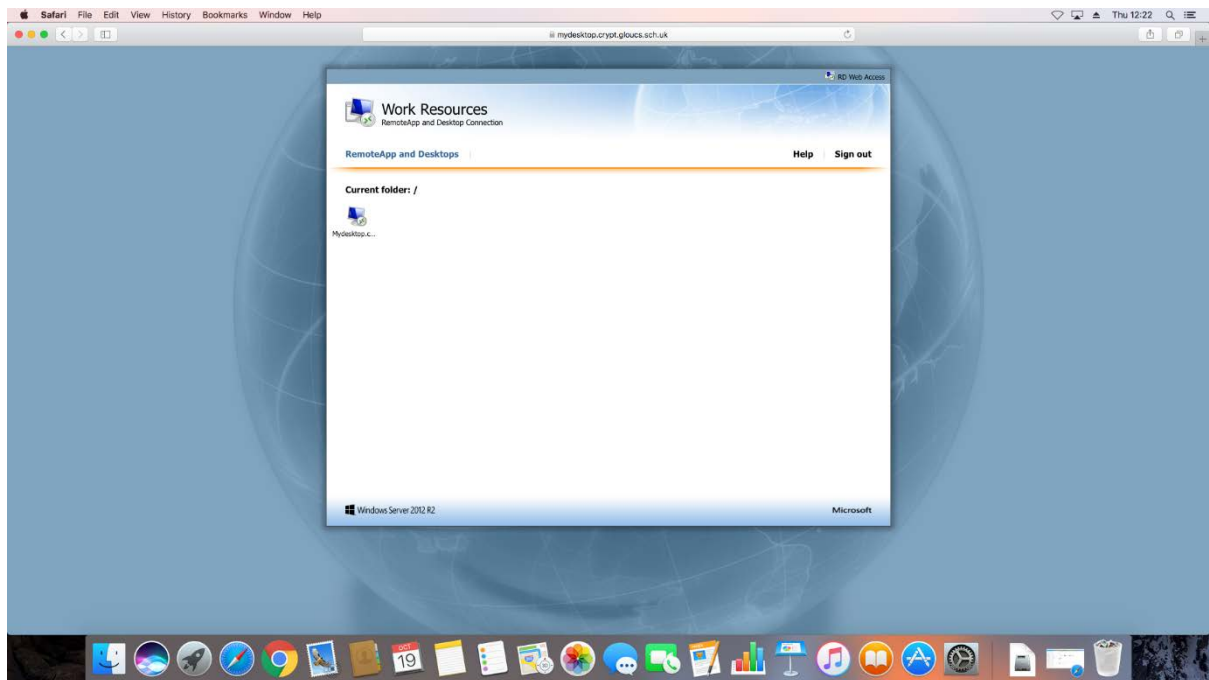 Safari File Edit View History Bookmarks Window Help Thu 12:22
mydesktop.crypt.gloucs.sch.uk
RD Web Access
Work Resources
RemoteApp and Desktop Connection
RemoteApp and Desktops Help Sign out
Current folder: /
Mydesktop.c...
Windows Server 2012 R2 Microsoft
OCT
19